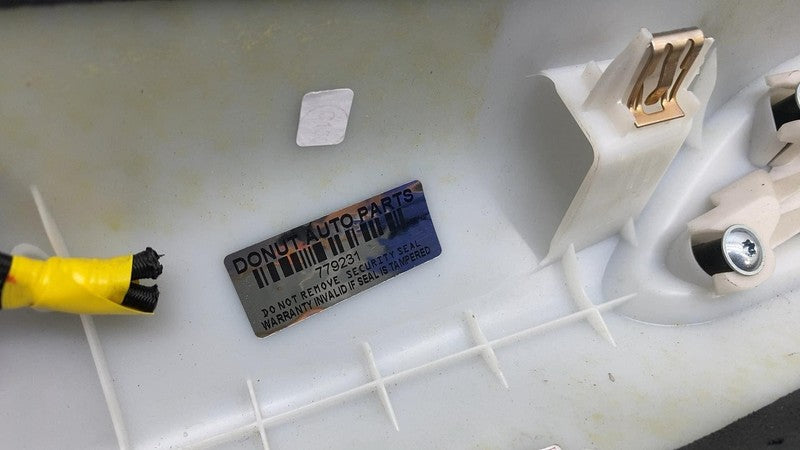 DONUT AUTO PARTS
779231
DO NOT REMOVE SECURITY SEAL
WARRANTY INVALID IF SEAL IS TAMPERED